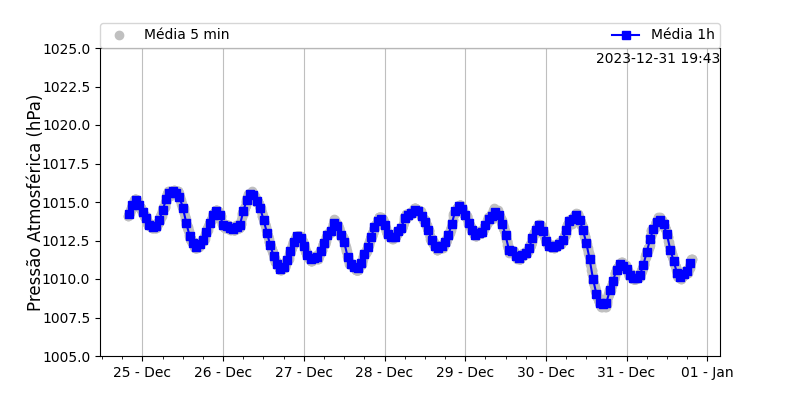 Média 5 min
Média 1h
2023-12-31 19:43
Pressão Atmosférica (hPa)
1025.0
1022.5
1020.0
1017.5
1015.0
1012.5
1010.0
1007.5
1005.0
25 - Dec
26 - Dec
27 - Dec
28 - Dec
29 - Dec
30 - Dec
31 - Dec
01 - Jan